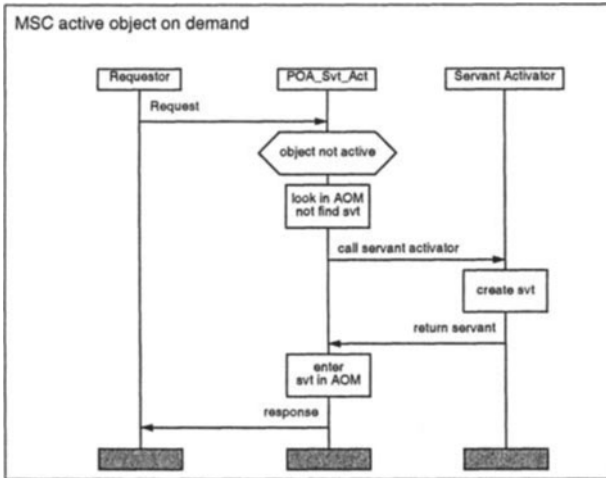 MSC active object on demand
Requestor
POA_Svt_Act
Servant Activator
Request
object not active
look in AOM
not find svt
call servant activator
create svt
return servant
enter
svt in AOM
response